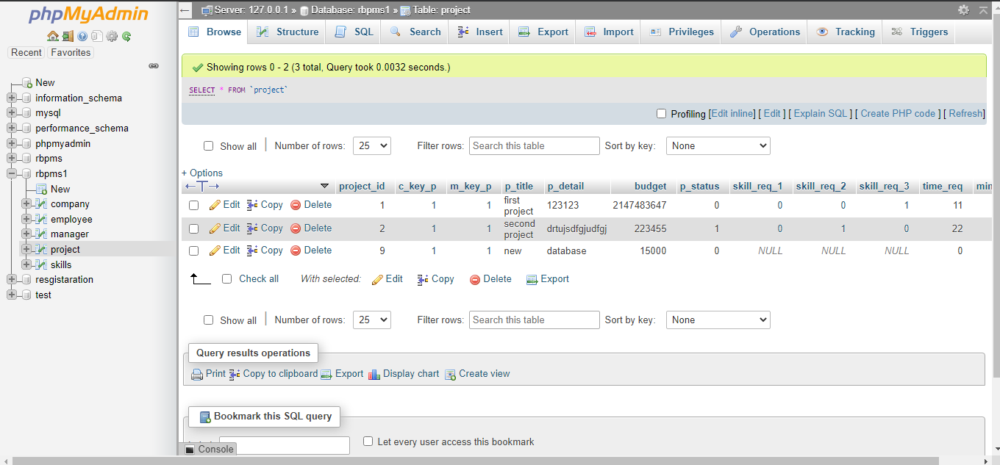 phpMyAdmin
Recent Favorites
New
information_schema
mysql
performance_schema
phpmyadmin
rbpms
rbpms1
New
company
employee
manager
project
skills
resgistaration
test
Server: 127.0.0.1 » Database: rbpms1 » Table: project
Browse Structure SQL Search Insert Export Import Privileges Operations Tracking Triggers
Showing rows 0 - 2 (3 total, Query took 0.0032 seconds.)
SELECT * FROM `project`
Profiling [Edit inline] [ Edit ] [ Explain SQL ] [ Create PHP code ] [ Refresh]
Show all Number of rows: 25 Filter rows: Search this table Sort by key: None
+ Options
project_id c_key_p m_key_p p_title p_detail budget p_status skill_req_1 skill_req_2 skill_req_3 time_req min
Edit Copy Delete 1 1 1 first project 123123 2147483647 0 0 0 1 11
Edit Copy Delete 2 1 1 second project drtujsdfgjudfgj 223455 1 0 1 0 22
Edit Copy Delete 9 1 1 new database 15000 0 NULL NULL NULL 0
Check all With selected: Edit Copy Delete Export
Show all Number of rows: 25 Filter rows: Search this table Sort by key: None
Query results operations
Print Copy to clipboard Export Display chart Create view
Bookmark this SQL query
Let every user access this bookmark
Console